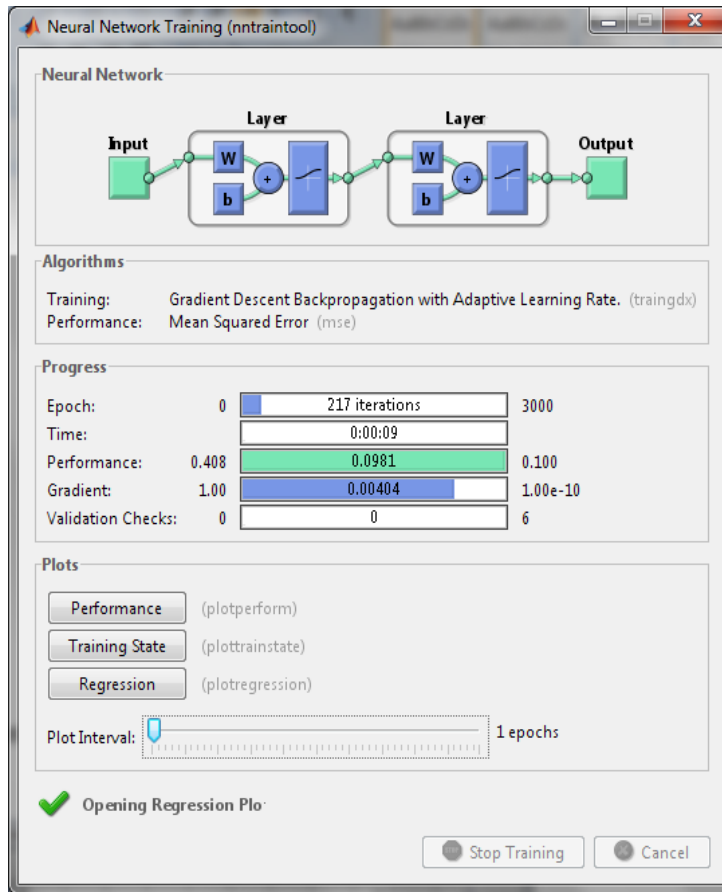 Neural Network Training (nntraintool)
Neural Network
Layer Layer
Input Output
W W
+ +
b b
Algorithms
Training: Gradient Descent Backpropagation with Adaptive Learning Rate. (traingdx)
Performance: Mean Squared Error (mse)
Progress
Epoch: 0 217 iterations 3000
Time: 0:00:09
Performance: 0.408 0.0981 0.100
Gradient: 1.00 0.00404 1.00e-10
Validation Checks: 0 0 6
Plots
Performance (plotperform)
Training State (plottrainstate)
Regression (plotregression)
Plot Interval: 1 epochs
Opening Regression Plo
Stop Training Cancel